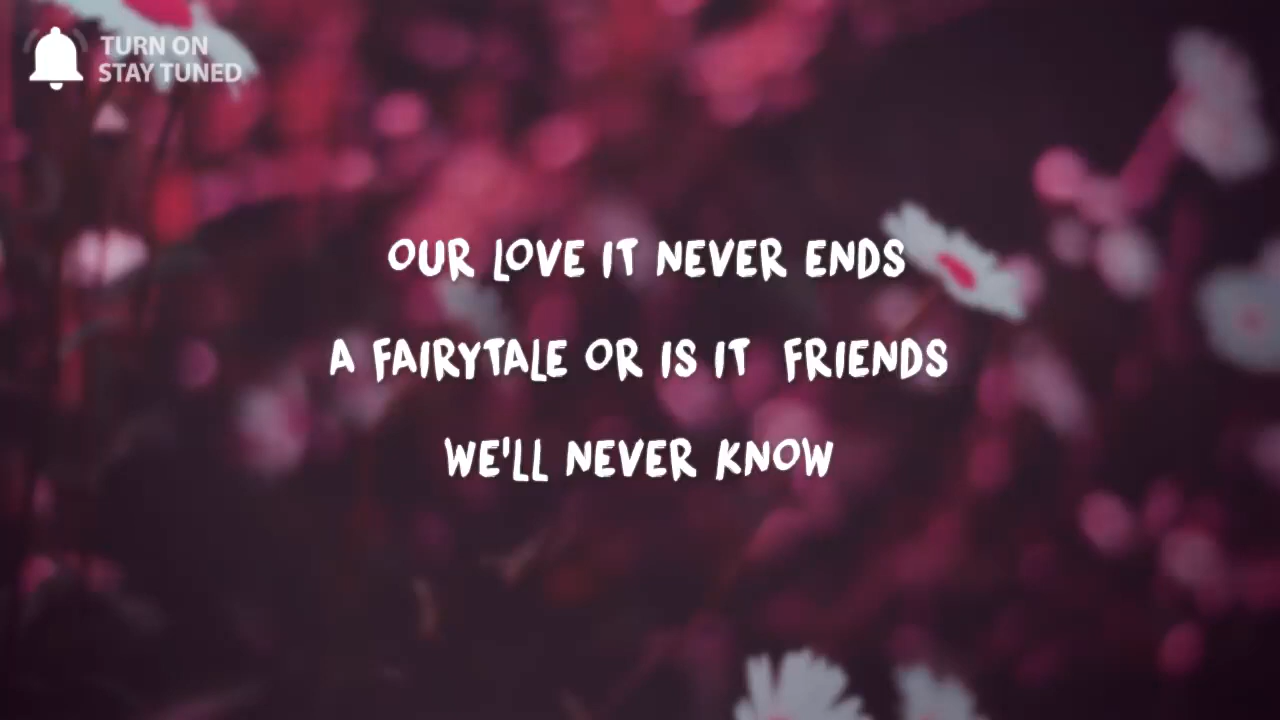 TURN ON
STAY TUNED
OUR LOVE IT NEVER ENDS
A FAIRYTALE OR IS IT FRIENDS
WE'LL NEVER KNOW